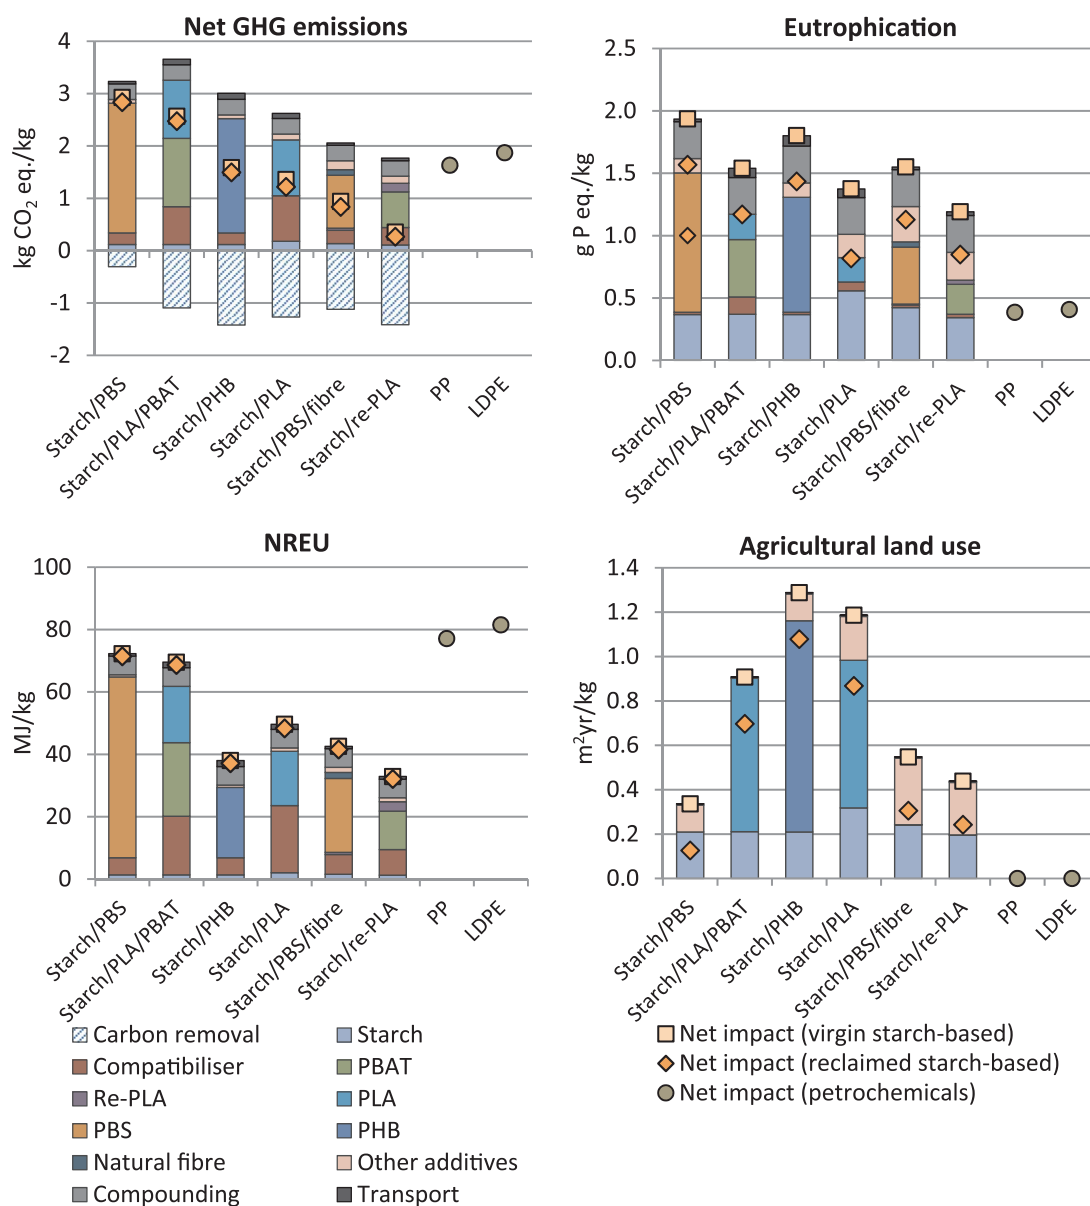 Net GHG emissions
kg CO2 eq./kg
4
3
2
1
0
-1
-2
Starch/PBS
Starch/PLA/PBAT
Starch/PHB
Starch/PLA
Starch/PBS/fibre
Starch/re-PLA
PP
LDPE
Eutrophication
g P eq./kg
2.5
2.0
1.5
1.0
0.5
0.0
Starch/PBS
Starch/PLA/PBAT
Starch/PHB
Starch/PLA
Starch/PBS/fibre
Starch/re-PLA
PP
LDPE
NREU
MJ/kg
100
80
60
40
20
0
Starch/PBS
Starch/PLA/PBAT
Starch/PHB
Starch/PLA
Starch/PBS/fibre
Starch/re-PLA
PP
LDPE
Agricultural land use
m²yr/kg
1.4
1.2
1.0
0.8
0.6
0.4
0.2
0.0
Starch/PBS
Starch/PLA/PBAT
Starch/PHB
Starch/PLA
Starch/PBS/fibre
Starch/re-PLA
PP
LDPE
Carbon removal
Starch
Compatibiliser
PBAT
Re-PLA
PLA
PBS
PHB
Natural fibre
Other additives
Compounding
Transport
Net impact (virgin starch-based)
Net impact (reclaimed starch-based)
Net impact (petrochemicals)